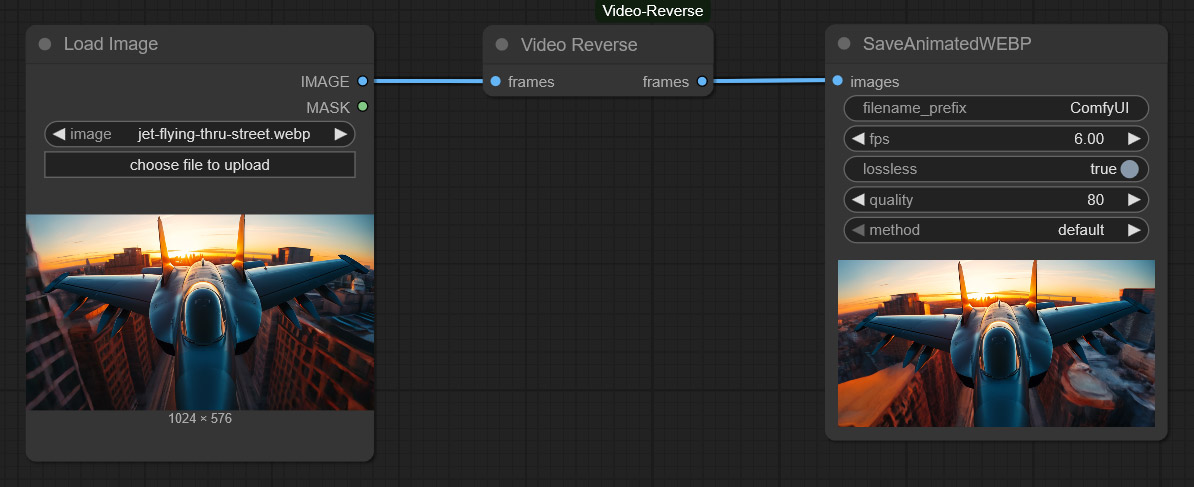 Video-Reverse
Load Image
IMAGE
MASK
image jet-flying-thru-street.webp
choose file to upload
1024 × 576
Video Reverse
frames frames
SaveAnimatedWEBP
images
filename_prefix ComfyUI
fps 6.00
lossless true
quality 80
method default